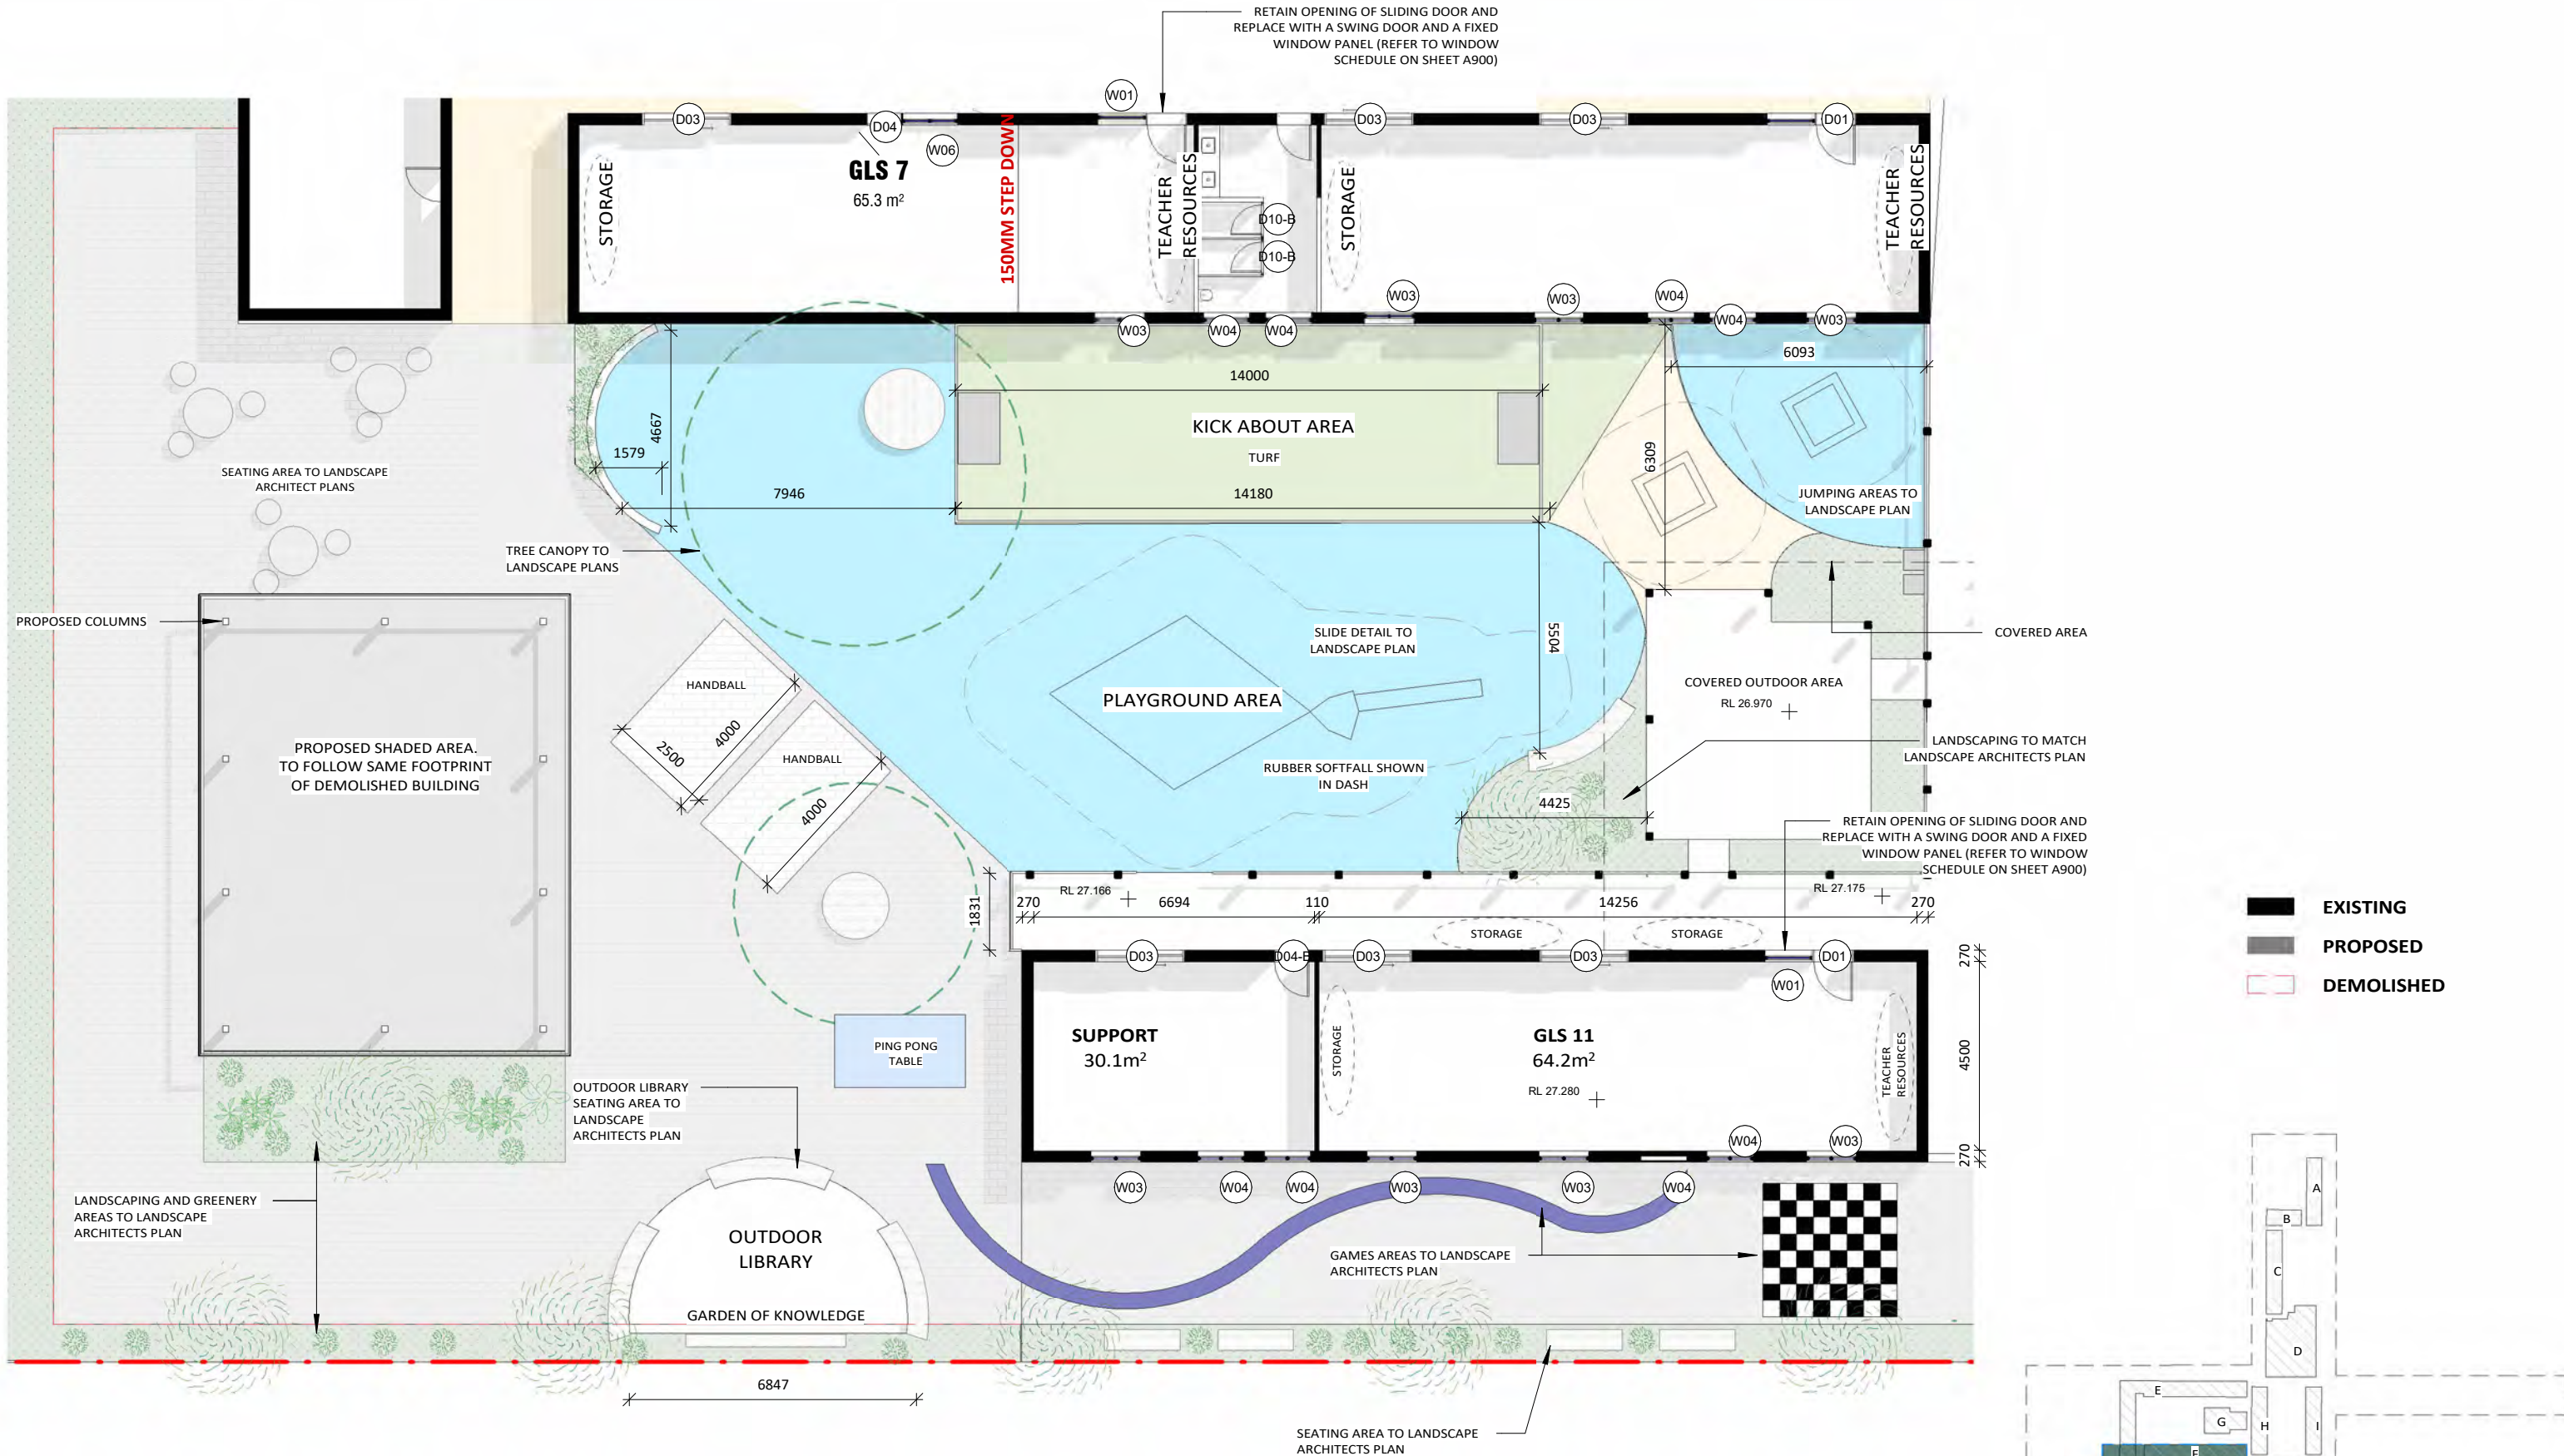 RETAIN OPENING OF SLIDING DOOR AND
REPLACE WITH A SWING DOOR AND A FIXED
WINDOW PANEL (REFER TO WINDOW
SCHEDULE ON SHEET A900)
W01
D03
D04
W06
D03
D03
D01
GLS 7
65.3 m²
STORAGE
150MM STEP DOWN
TEACHER
RESOURCES
D10-B
D10-B
STORAGE
TEACHER
RESOURCES
W03
W04
W04
W03
W03
W04
W04
W03
6093
14000
KICK ABOUT AREA
TURF
4667
1579
7946
14180
6309
SEATING AREA TO LANDSCAPE
ARCHITECT PLANS
JUMPING AREAS TO
LANDSCAPE PLAN
TREE CANOPY TO
LANDSCAPE PLANS
PROPOSED COLUMNS
SLIDE DETAIL TO
LANDSCAPE PLAN
5504
COVERED AREA
HANDBALL
2500
4000
PLAYGROUND AREA
COVERED OUTDOOR AREA
RL 26.970
PROPOSED SHADED AREA.
TO FOLLOW SAME FOOTPRINT
OF DEMOLISHED BUILDING
HANDBALL
4000
RUBBER SOFTFALL SHOWN
IN DASH
LANDSCAPING TO MATCH
LANDSCAPE ARCHITECTS PLAN
4425
RETAIN OPENING OF SLIDING DOOR AND
REPLACE WITH A SWING DOOR AND A FIXED
WINDOW PANEL (REFER TO WINDOW
SCHEDULE ON SHEET A900)
RL 27.166
RL 27.175
1831
270
6694
110
14256
270
EXISTING
PROPOSED
DEMOLISHED
STORAGE
STORAGE
D03
D04-B
D03
D03
D01
W01
270
4500
270
SUPPORT
30.1m²
STORAGE
GLS 11
64.2m²
RL 27.280
TEACHER
RESOURCES
PING PONG
TABLE
OUTDOOR LIBRARY
SEATING AREA TO
LANDSCAPE
ARCHITECTS PLAN
W04
W03
W03
W04
W04
W03
W03
W04
LANDSCAPING AND GREENERY
AREAS TO LANDSCAPE
ARCHITECTS PLAN
OUTDOOR
LIBRARY
GARDEN OF KNOWLEDGE
GAMES AREAS TO LANDSCAPE
ARCHITECTS PLAN
6847
SEATING AREA TO LANDSCAPE
ARCHITECTS PLAN
A
B
C
D
E
G
H
I
F